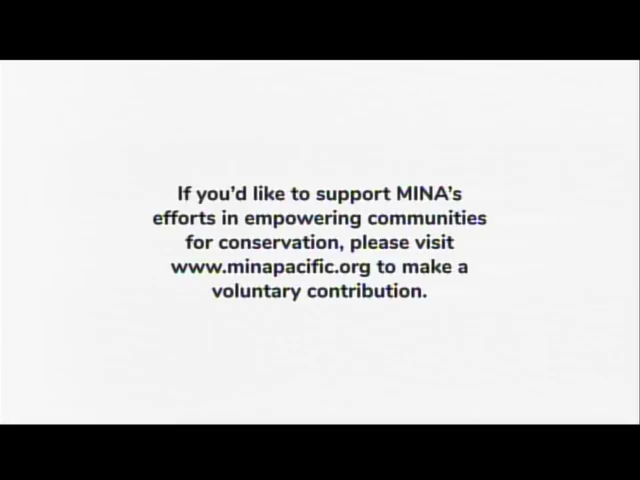 If you’d like to support MINA’s
efforts in empowering communities
for conservation, please visit
www.minapacific.org to make a
voluntary contribution.